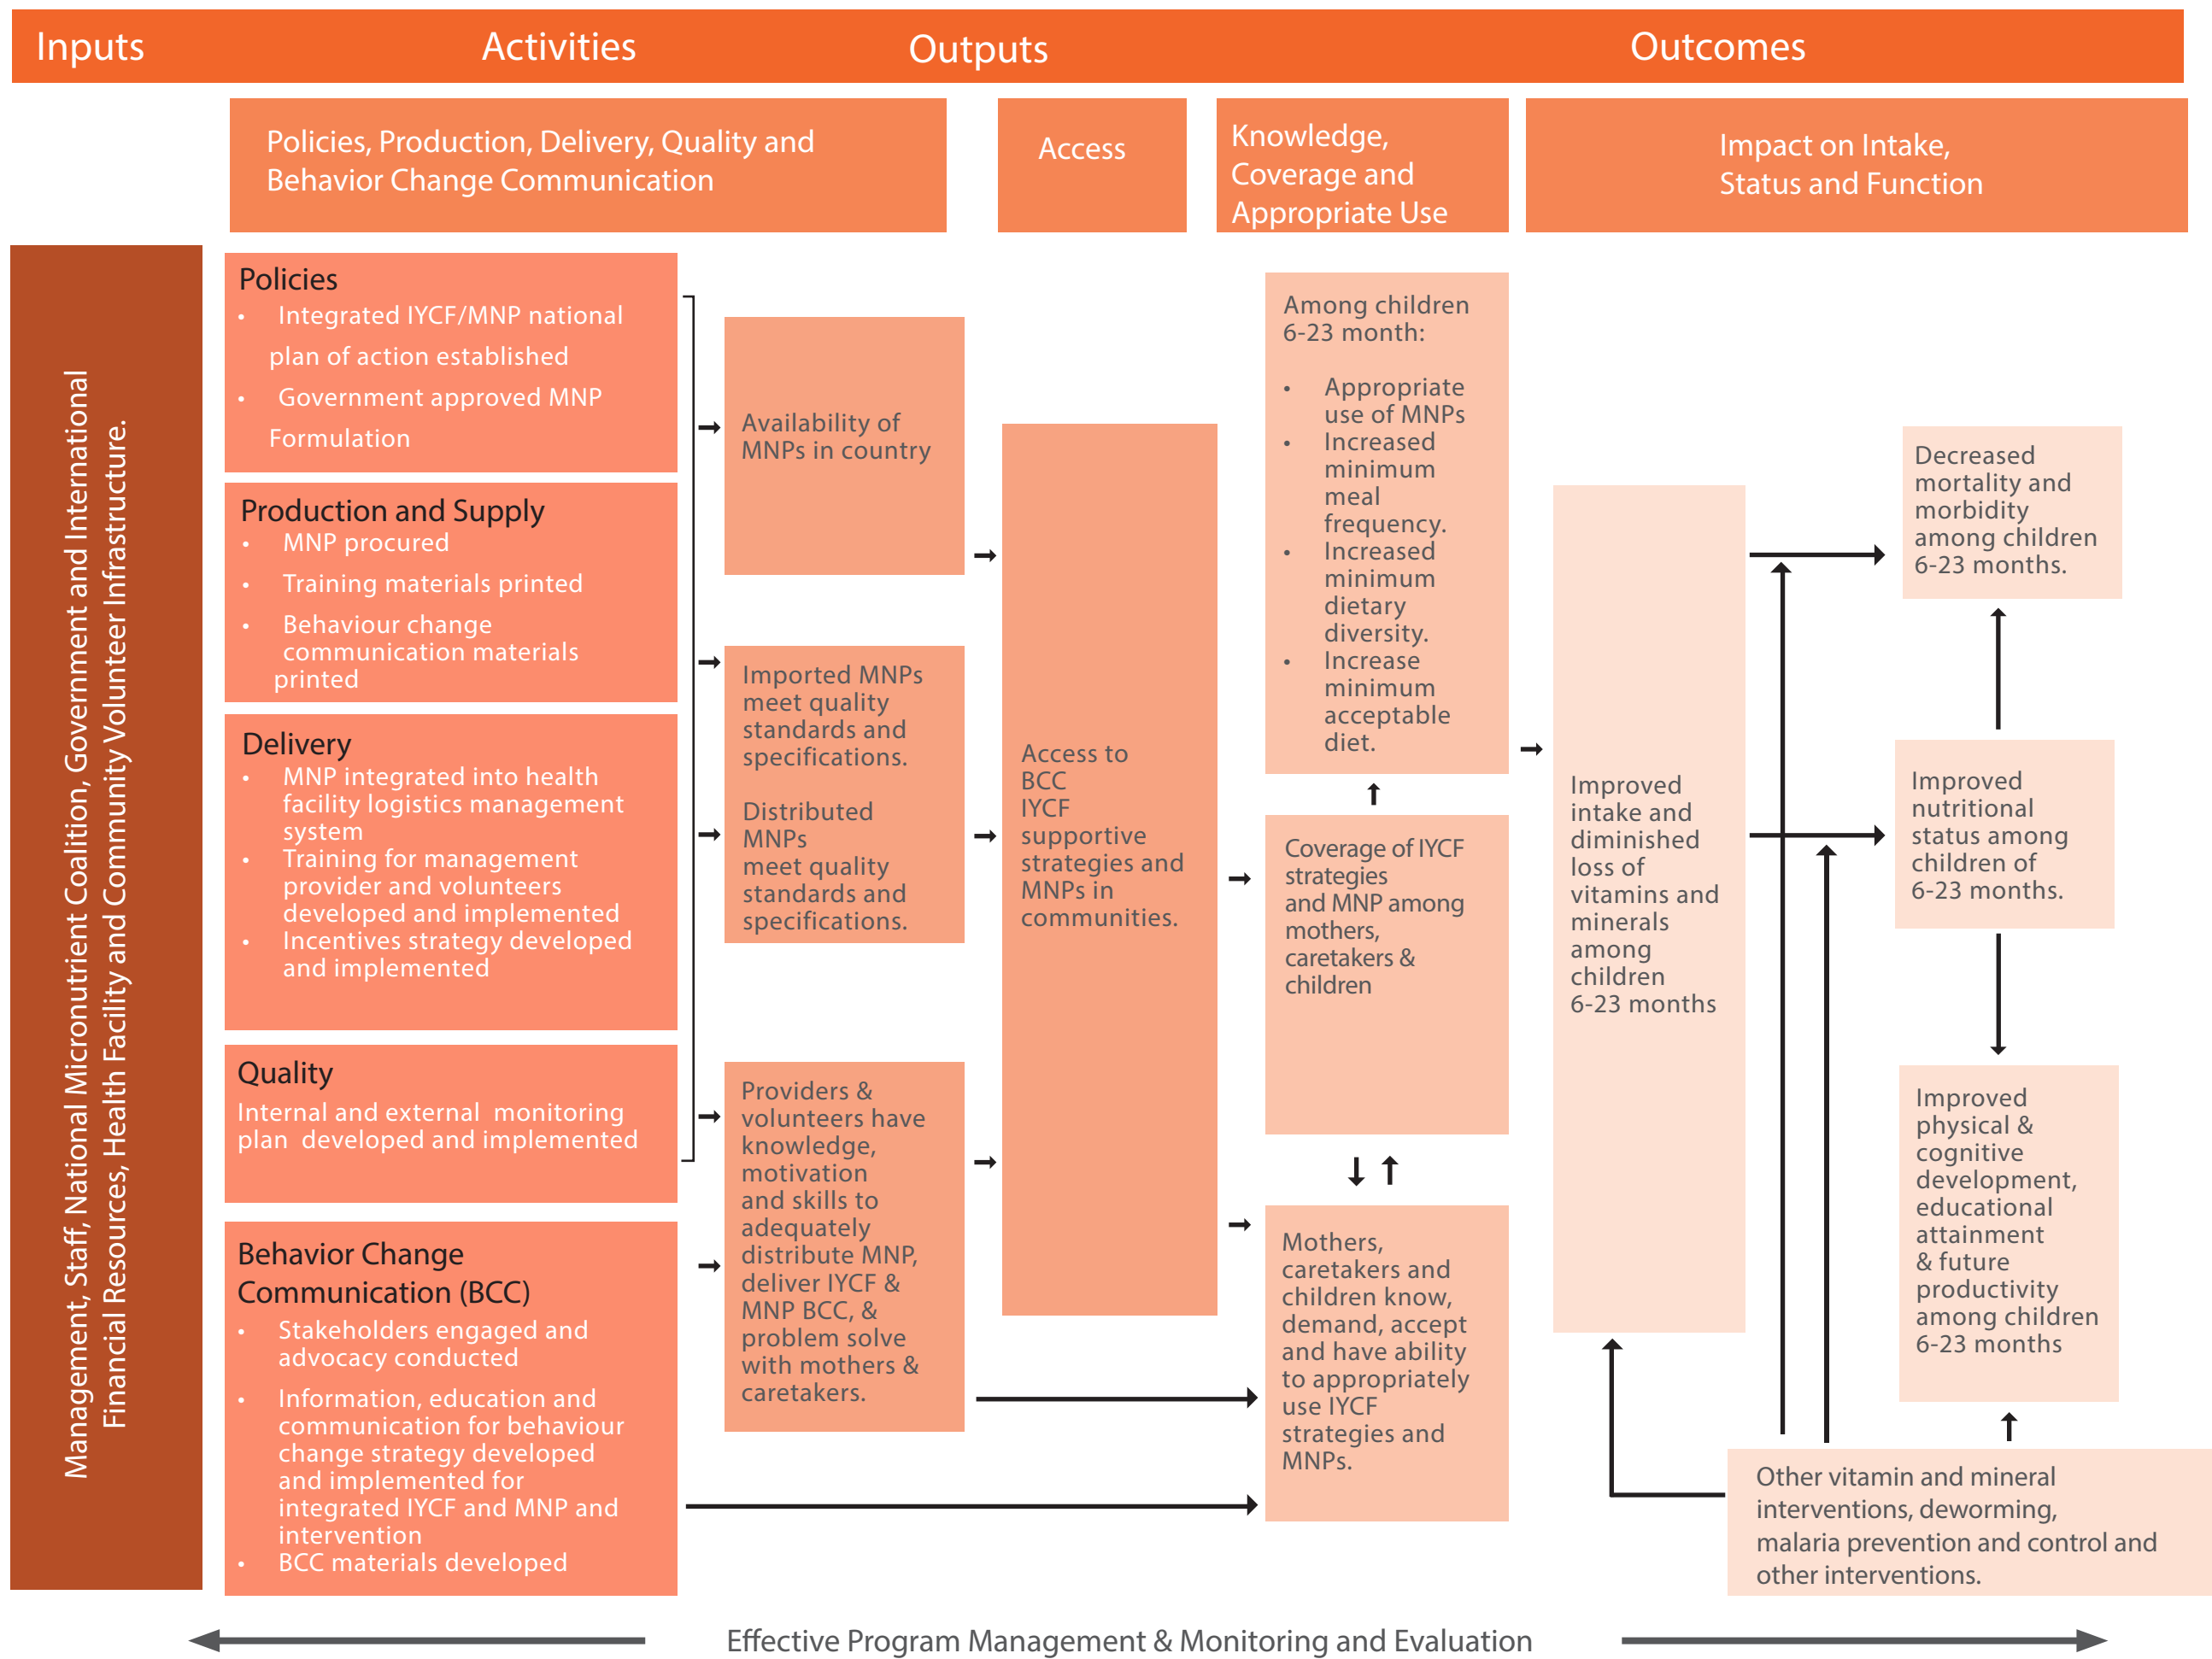 Inputs
Activities
Outputs
Outcomes
Policies, Production, Delivery, Quality and
Behavior Change Communication
Access
Knowledge,
Coverage and
Appropriate Use
Impact on Intake,
Status and Function
Management, Staff, National Micronutrient Coalition, Government and International
Financial Resources, Health Facility and Community Volunteer Infrastructure.
Policies
• Integrated IYCF/MNP national
plan of action established
• Government approved MNP
Formulation
Production and Supply
• MNP procured
• Training materials printed
• Behaviour change
communication materials
printed
Delivery
• MNP integrated into health
facility logistics management
system
• Training for management
provider and volunteers
developed and implemented
• Incentives strategy developed
and implemented
Quality
Internal and external monitoring
plan developed and implemented
Behavior Change
Communication (BCC)
• Stakeholders engaged and
advocacy conducted
• Information, education and
communication for behaviour
change strategy developed
and implemented for
integrated IYCF and MNP and
intervention
• BCC materials developed
Availability of
MNPs in country
Imported MNPs
meet quality
standards and
specifications.
Distributed
MNPs
meet quality
standards and
specifications.
Providers &
volunteers have
knowledge,
motivation
and skills to
adequately
distribute MNP,
deliver IYCF &
MNP BCC, &
problem solve
with mothers &
caretakers.
Access to
BCC
IYCF
supportive
strategies and
MNPs in
communities.
Among children
6-23 month:
• Appropriate
use of MNPs
• Increased
minimum
meal
frequency.
• Increased
minimum
dietary
diversity.
• Increase
minimum
acceptable
diet.
Coverage of IYCF
strategies
and MNP among
mothers,
caretakers &
children
Mothers,
caretakers and
children know,
demand, accept
and have ability
to appropriately
use IYCF
strategies and
MNPs.
Improved
intake and
diminished
loss of
vitamins and
minerals
among
children
6-23 months
Decreased
mortality and
morbidity
among children
6-23 months.
Improved
nutritional
status among
children of
6-23 months.
Improved
physical &
cognitive
development,
educational
attainment
& future
productivity
among children
6-23 months
Other vitamin and mineral
interventions, deworming,
malaria prevention and control and
other interventions.
Effective Program Management & Monitoring and Evaluation